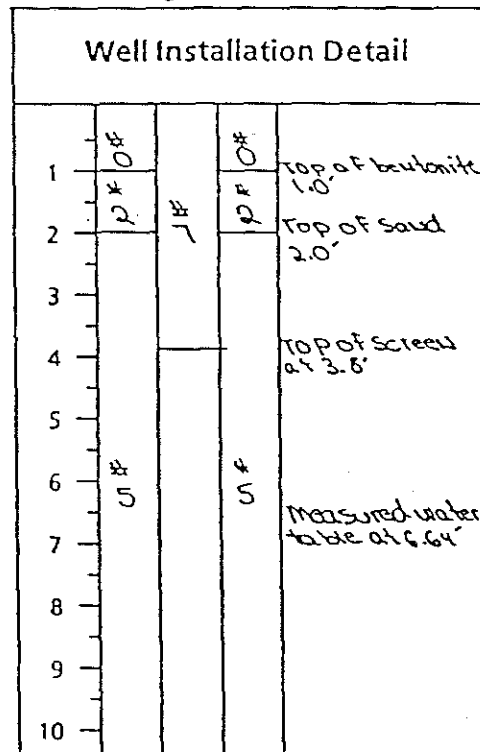 Well Installation Detail
#0 #0
1
Top of bentonite
1.0'
#2 #7 #2
2
Top of sand
2.0'
3
4
Top of screen
at 3.8'
5
6
#5 #5
Measured water
7
table at 6.64'
8
9
10